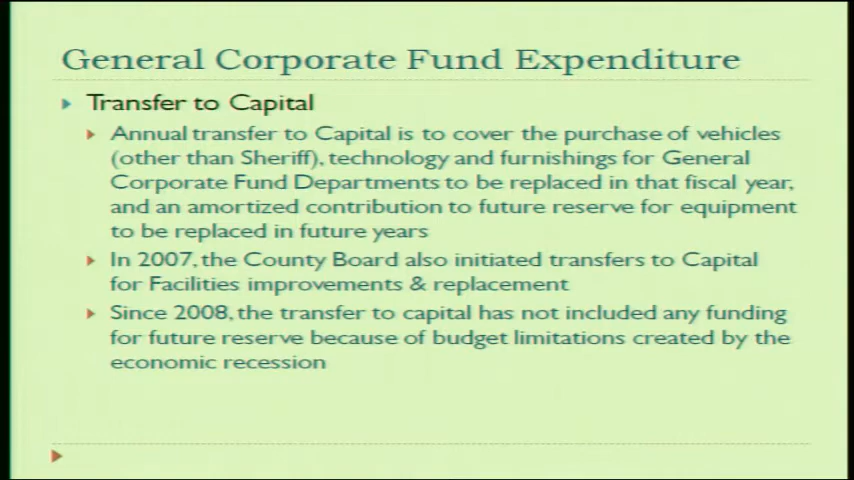 General Corporate Fund Expenditure
Transfer to Capital
Annual transfer to Capital is to cover the purchase of vehicles
(other than Sheriff), technology and furnishings for General
Corporate Fund Departments to be replaced in that fiscal year,
and an amortized contribution to future reserve for equipment
to be replaced in future years
In 2007, the County Board also initiated transfers to Capital
for Facilities improvements & replacement
Since 2008, the transfer to capital has not included any funding
for future reserve because of budget limitations created by the
economic recession